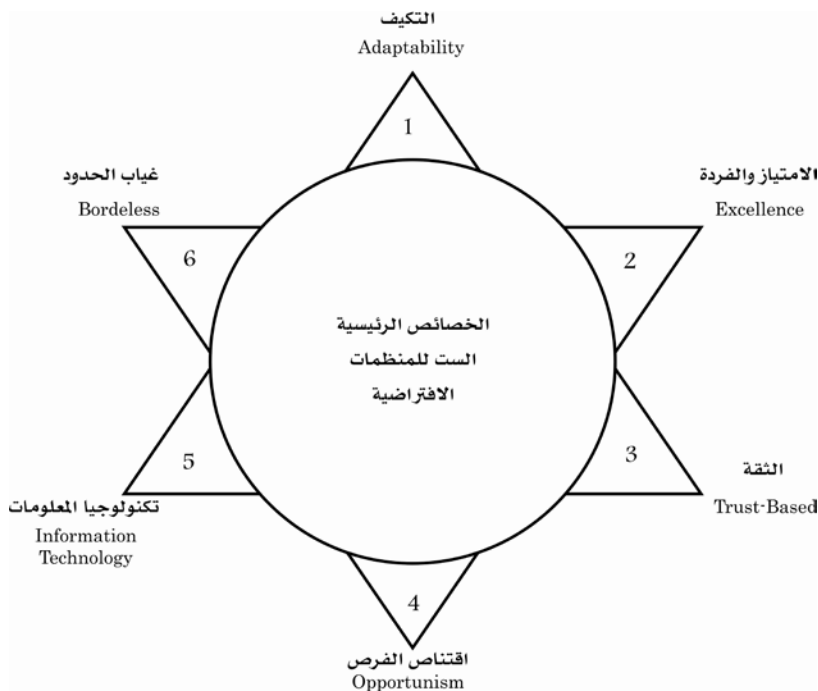 التكيف
Adaptability
1
الامتياز والفردة
Excellence
2
الثقة
Trust-Based
3
اقتناص الفرص
Opportunism
4
تكنولوجيا المعلومات
Information
Technology
5
غياب الحدود
Bordeless
6
الخصائص الرئيسية
الست للمنظمات
الافتراضية